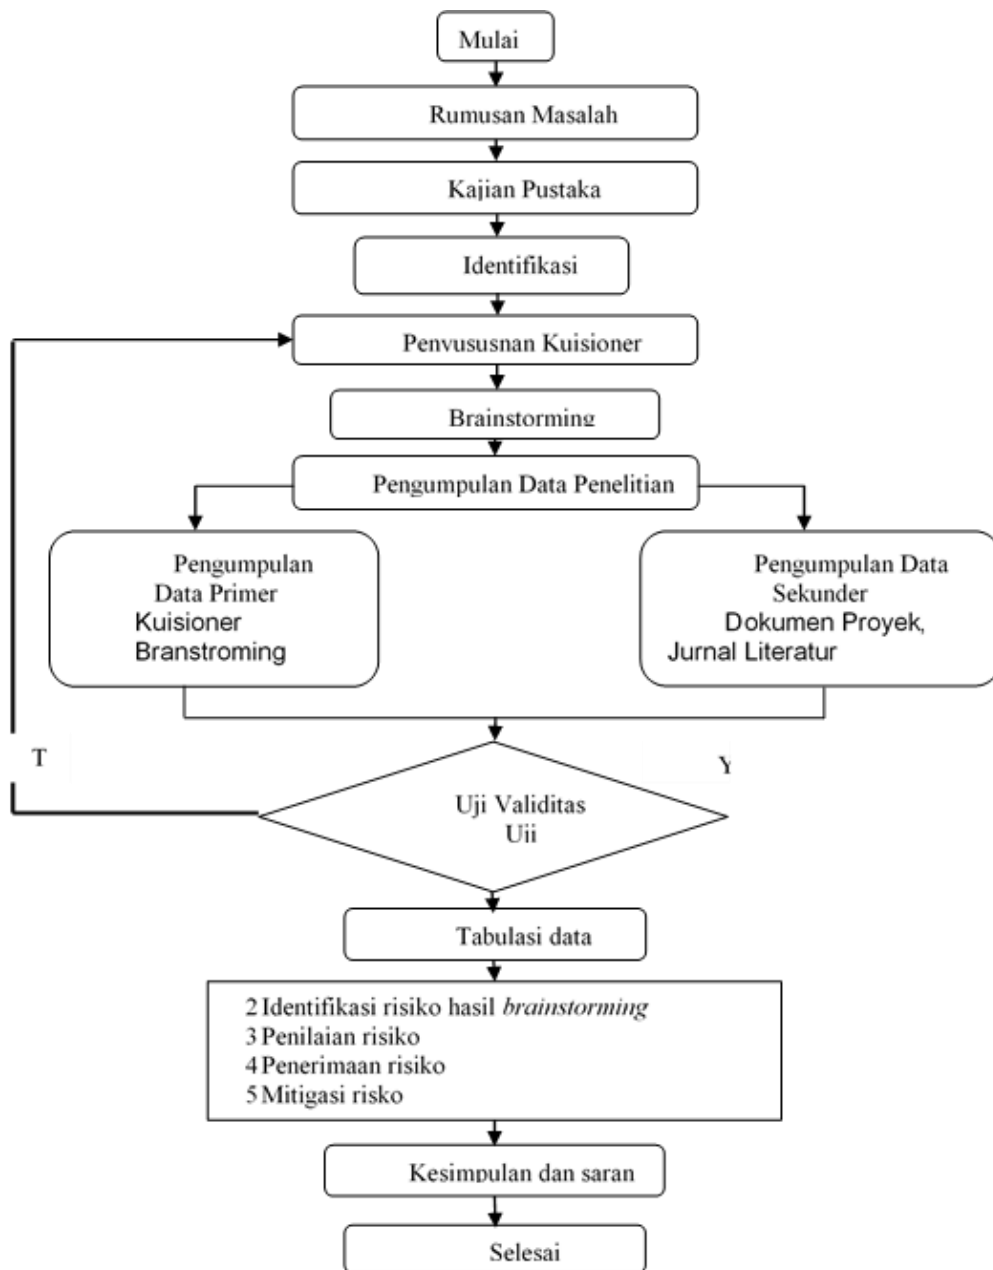 Mulai
Rumusan Masalah
Kajian Pustaka
Identifikasi
Penvususnan Kuisioner
Brainstorming
Pengumpulan Data Penelitian
Pengumpulan
Data Primer
Kuisioner
Branstroming
Pengumpulan Data
Sekunder
Dokumen Proyek,
Jurnal Literatur
T
Y
Uji Validitas
Uii
Tabulasi data
2 Identifikasi risiko hasil brainstorming
3 Penilaian risiko
4 Penerimaan risiko
5 Mitigasi risko
Kesimpulan dan saran
Selesai